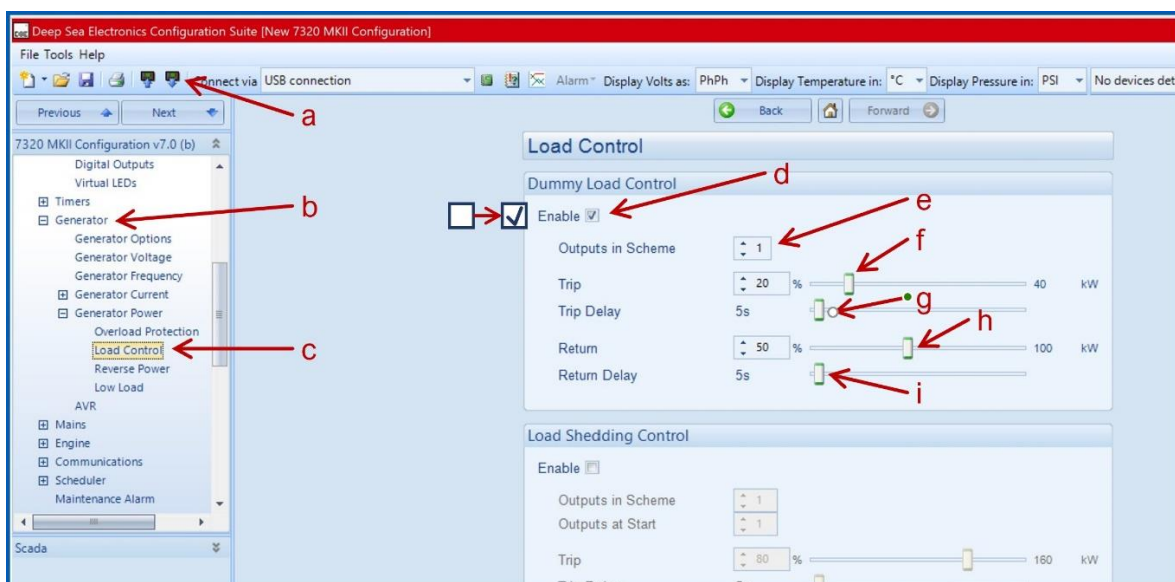 Deep Sea Electronics Configuration Suite [New 7320 MKII Configuration]
File Tools Help
Connect via USB connection Alarm Display Volts as: PhPh Display Temperature in: °C Display Pressure in: PSI No devices det
a
Previous Next
Back Forward
7320 MKII Configuration v7.0 (b)
Digital Outputs
Virtual LEDs
Timers
Generator
b
Generator Options
Generator Voltage
Generator Frequency
Generator Current
Generator Power
Overload Protection
Load Control
c
Reverse Power
Low Load
AVR
Mains
Engine
Communications
Scheduler
Maintenance Alarm
Scada
Load Control
Dummy Load Control
d
Enable
e
Outputs in Scheme 1
f
Trip 20 % 40 kW
Trip Delay 5s
g
h
Return 50 % 100 kW
Return Delay 5s
i
Load Shedding Control
Enable
Outputs in Scheme 1
Outputs at Start 1
Trip 80 % 160 kW